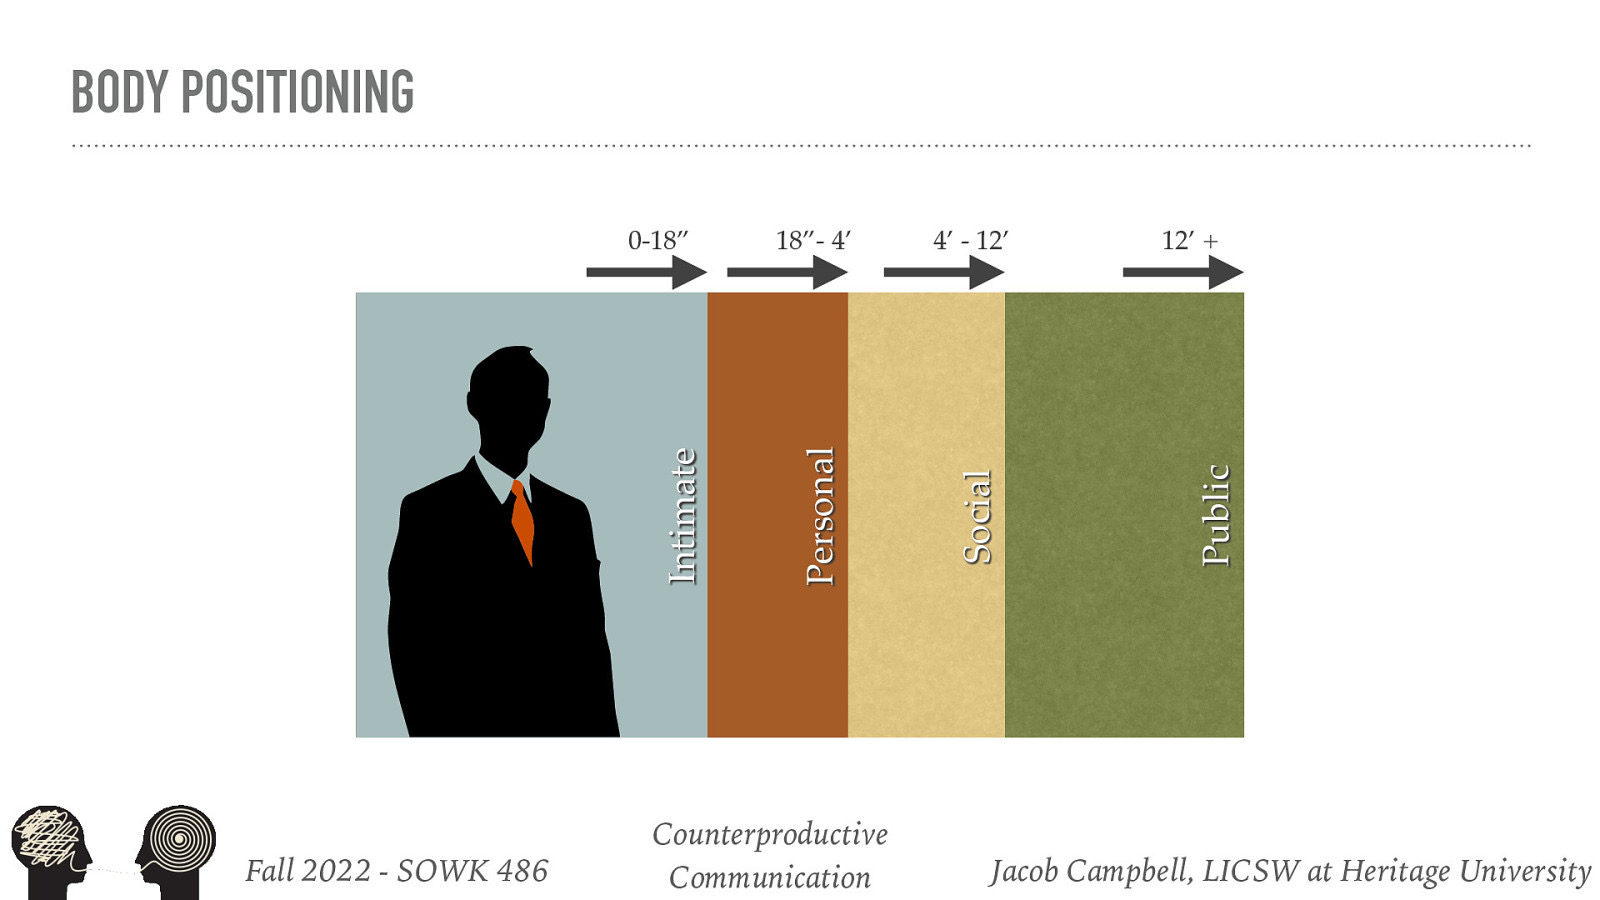 BODY POSITIONING
0-18”
18”- 4’
4’ - 12’
12’ +
Intimate
Personal
Social
Public
Fall 2022 - SOWK 486
Counterproductive
Communication
Jacob Campbell, LICSW at Heritage University